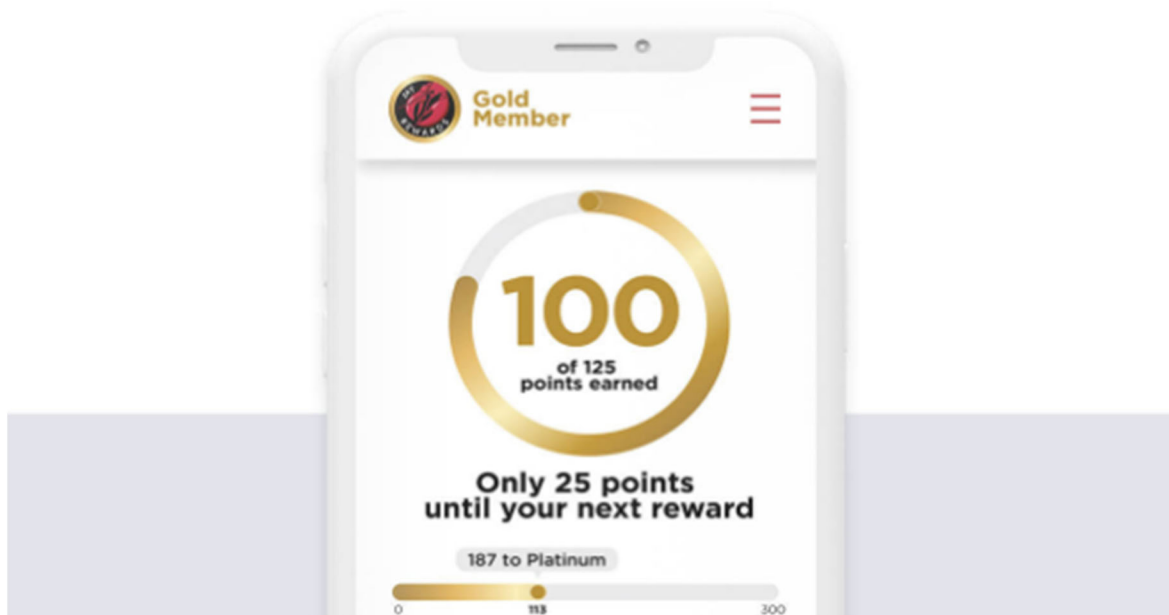 REWARDS
Gold
Member
100
of 125
points earned
Only 25 points
until your next reward
187 to Platinum
0
113
300